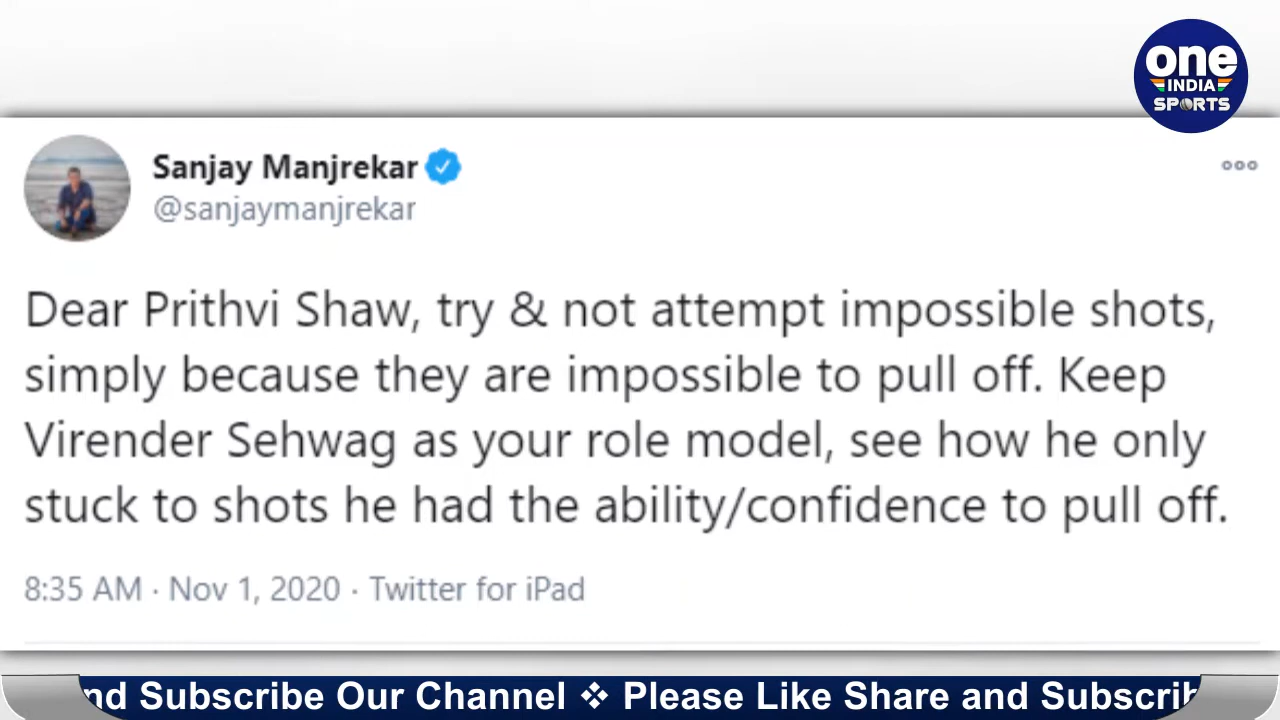 one
INDIA
SPORTS
Sanjay Manjrekar
@sanjaymanjrekar
Dear Prithvi Shaw, try & not attempt impossible shots,
simply because they are impossible to pull off. Keep
Virender Sehwag as your role model, see how he only
stuck to shots he had the ability/confidence to pull off.
8:35 AM · Nov 1, 2020 · Twitter for iPad
nd Subscribe Our Channel ❖ Please Like Share and Subscrib